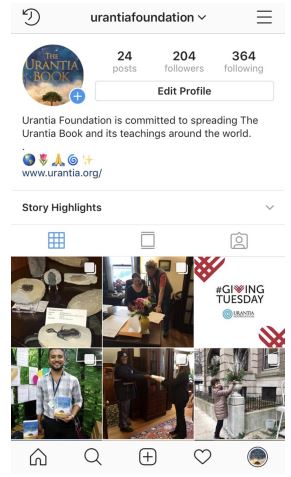 urantiafoundation
THE
URANTIA
BOOK
24 204 364
posts followers following
Edit Profile
Urantia Foundation is committed to spreading The
Urantia Book and its teachings around the world.
.
www.urantia.org/
Story Highlights
#GIVING
TUESDAY
URANTIA